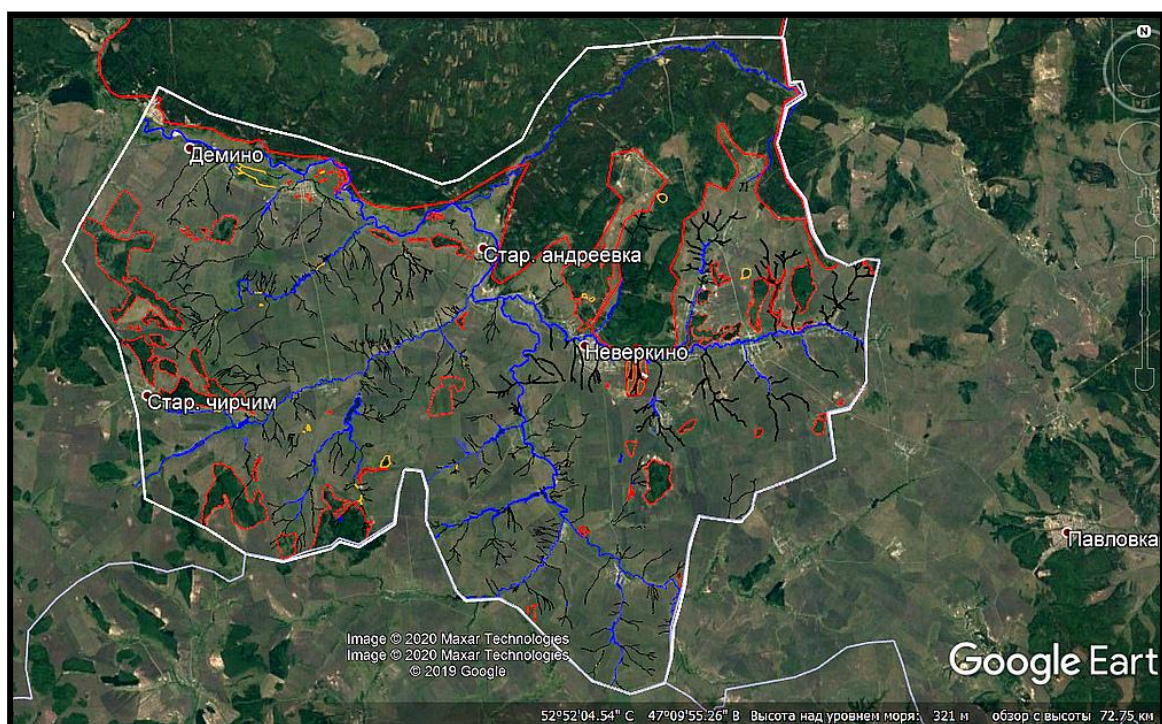 N
Демино
Стар. андреевка
Неверкино
Стар. чирчим
Павловка
Image © 2020 Maxar Technologies
Image © 2020 Maxar Technologies
© 2019 Google
Google Eart
52°52'04.54" С 47°09'55.26" В Высота над уровнем моря: 321 м обзор с высоты 72.75 км